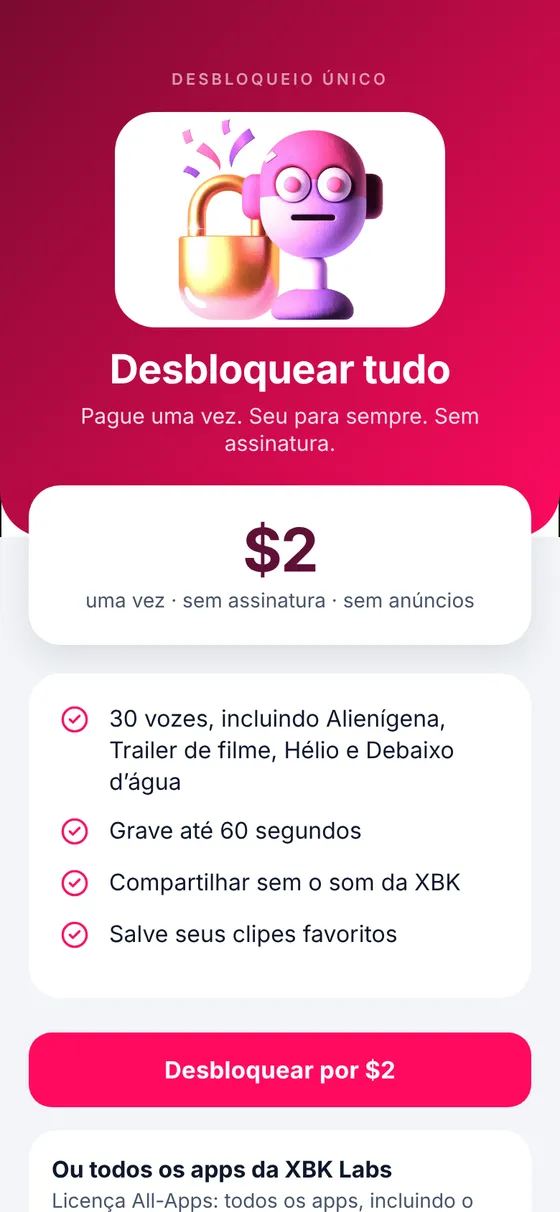 DESBLOQUEIO ÚNICO
Desbloquear tudo
Pague uma vez. Seu para sempre. Sem
assinatura.
$2
uma vez · sem assinatura · sem anúncios
30 vozes, incluindo Alienígena,
Trailer de filme, Hélio e Debaixo
d’água
Grave até 60 segundos
Compartilhar sem o som da XBK
Salve seus clipes favoritos
Desbloquear por $2
Ou todos os apps da XBK Labs
Licença All-Apps: todos os apps, incluindo o